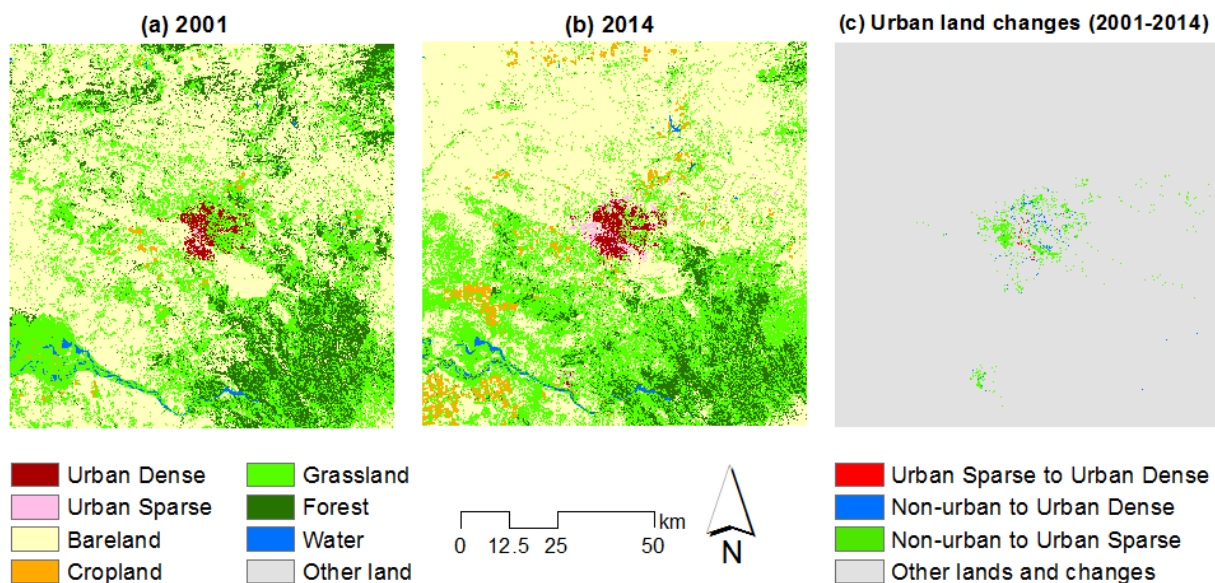 (a) 2001
(b) 2014
(c) Urban land changes (2001-2014)
Urban Dense
Urban Sparse
Bareland
Cropland
Grassland
Forest
Water
Other land
km
0 12.5 25 50
N
Urban Sparse to Urban Dense
Non-urban to Urban Dense
Non-urban to Urban Sparse
Other lands and changes